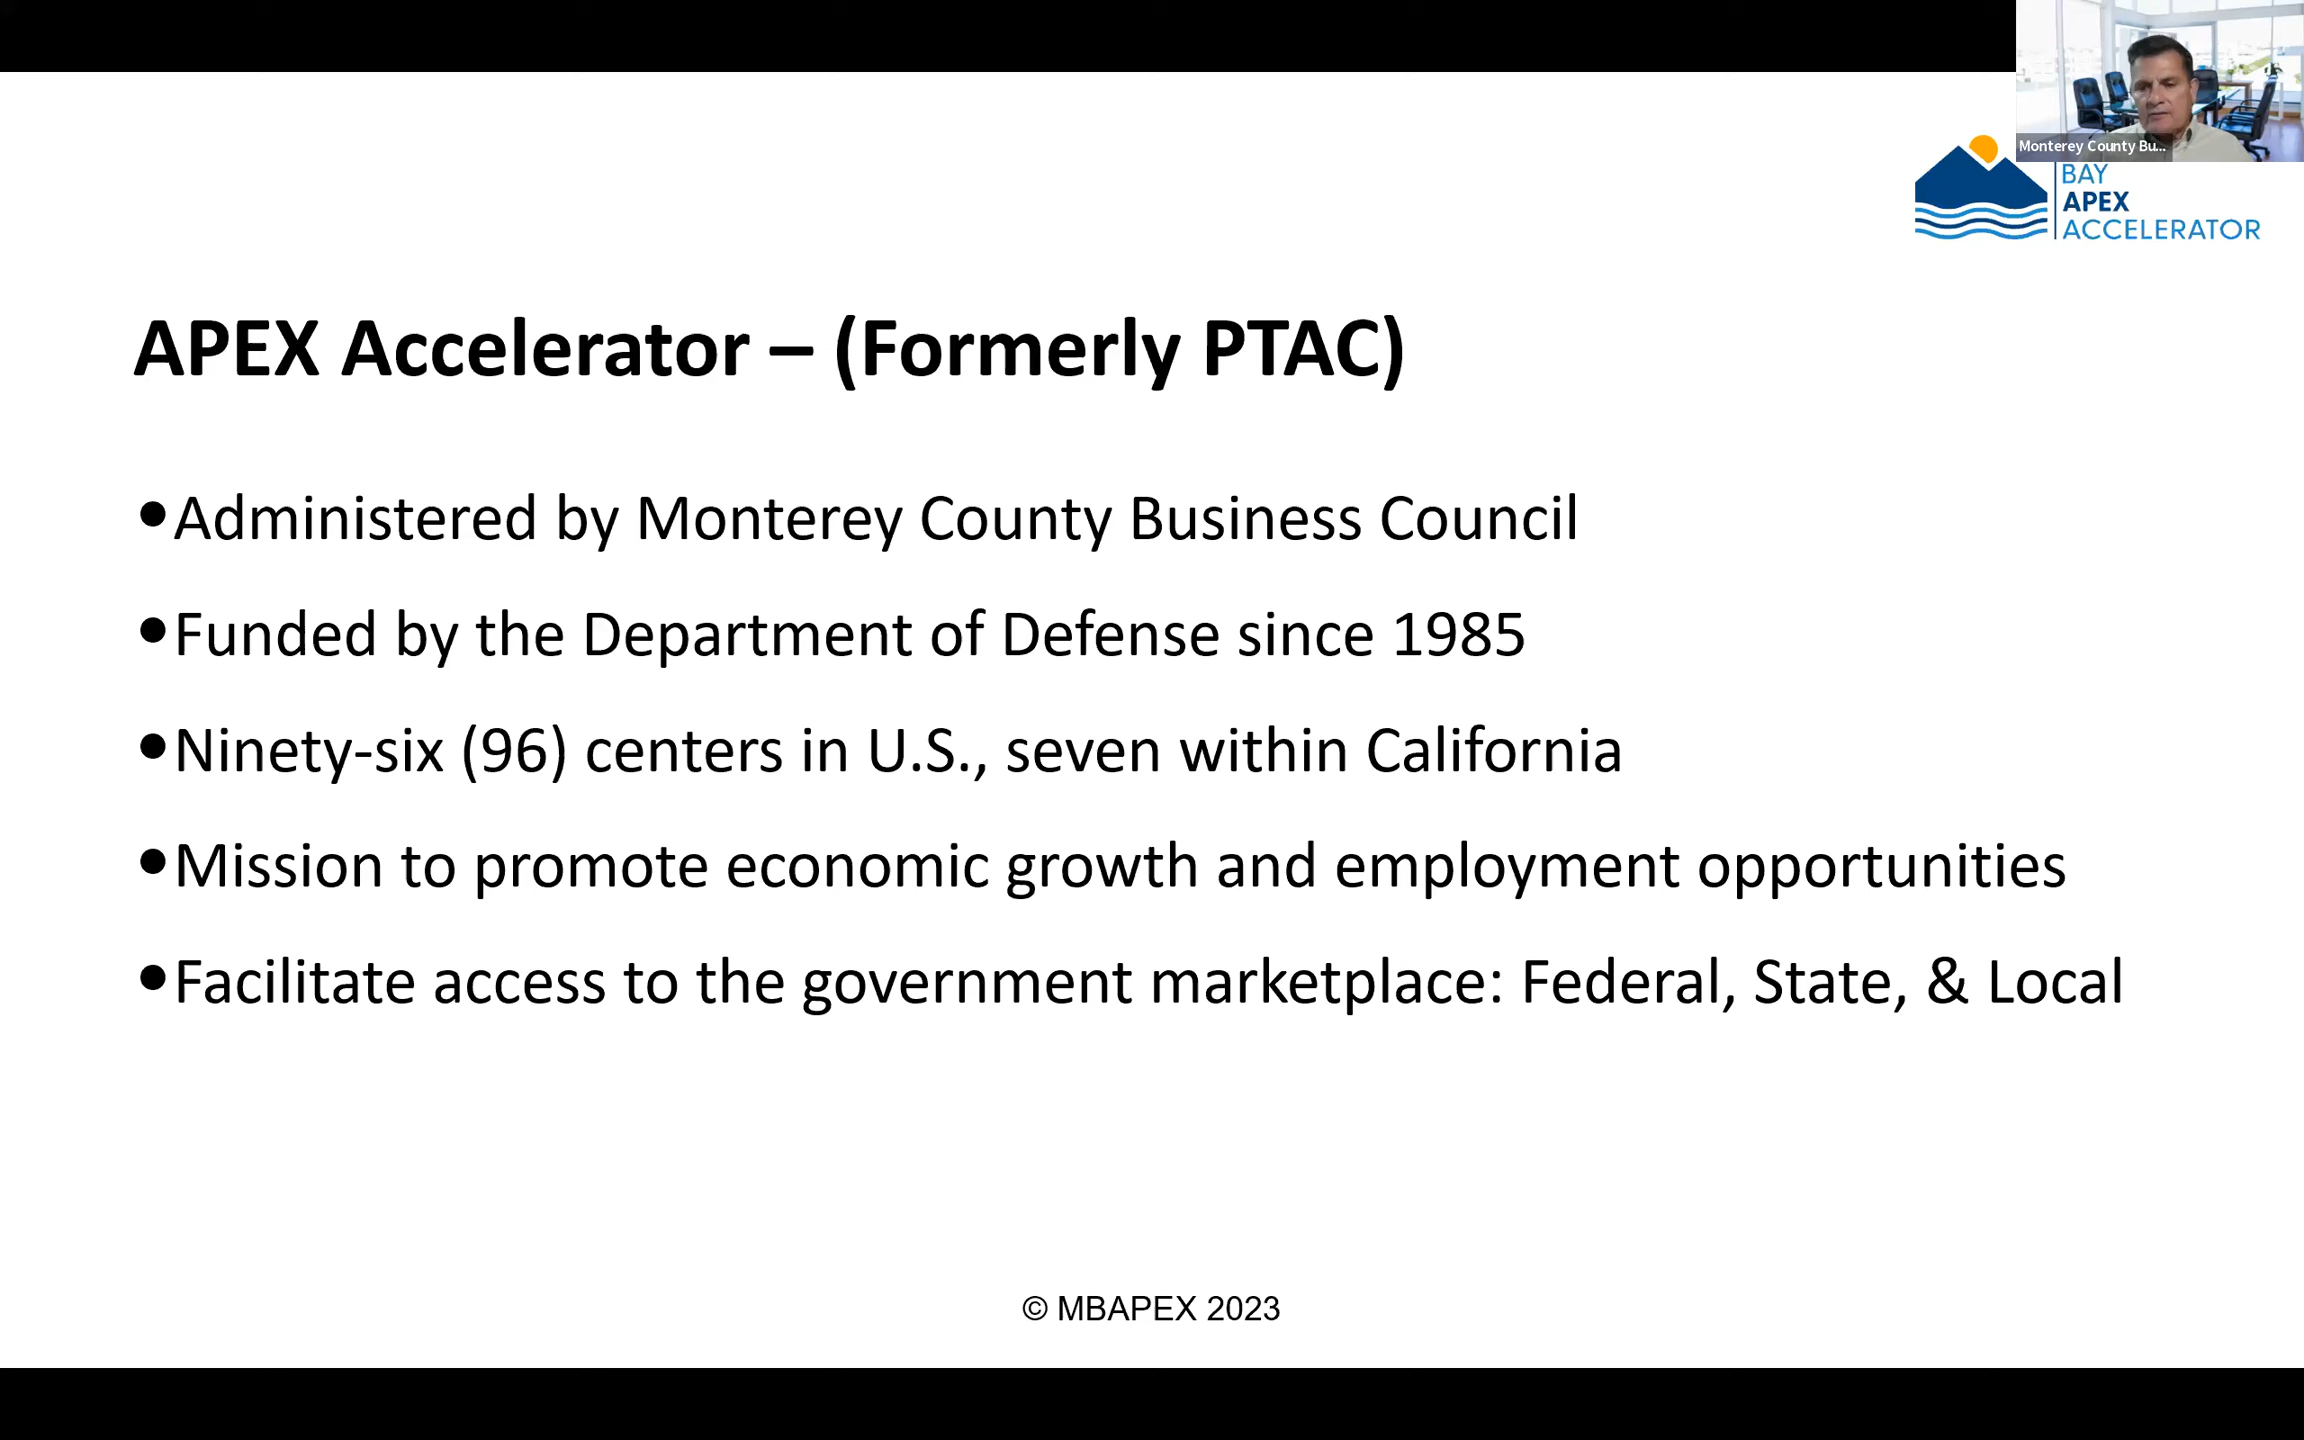 Monterey County Bu...
BAY
APEX
ACCELERATOR
APEX Accelerator – (Formerly PTAC)
•Administered by Monterey County Business Council
•Funded by the Department of Defense since 1985
•Ninety-six (96) centers in U.S., seven within California
•Mission to promote economic growth and employment opportunities
•Facilitate access to the government marketplace: Federal, State, & Local
© MBAPEX 2023